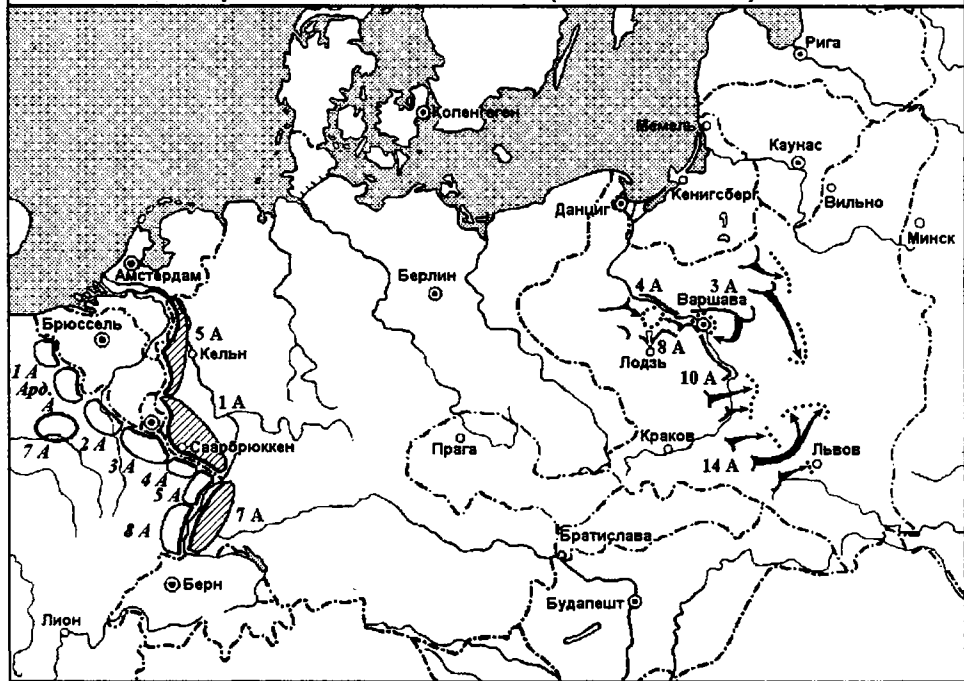 Рига
Копенгаген
Мемель
Каунас
Кенигсберг
Вильно
Данциг
Минск
Амстердам
Берлин
4 А
3 А
Варшава
Брюссель
5 А
Кельн
8 А
Лодзь
1 А
Ард.
А
10 А
1 А
7 А
2 А
3 А
Саарбрюккен
Прага
Краков
Львов
4 А
14 А
5 А
7 А
8 А
Братислава
Берн
Будапешт
Лион